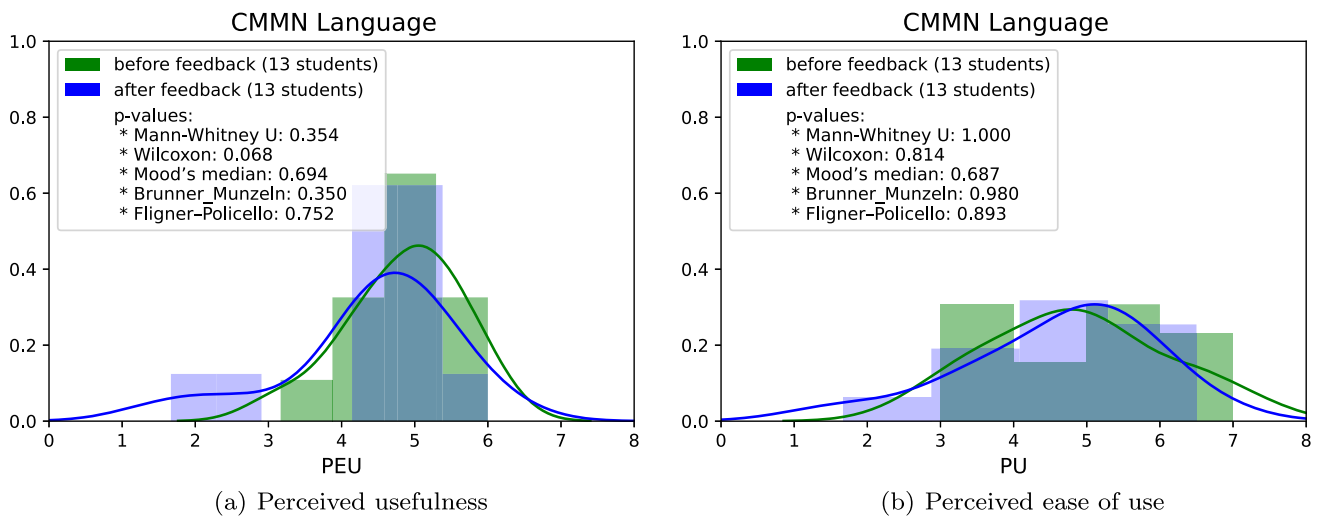 CMMN Language
1.0
0.8
0.6
0.4
0.2
0.0
before feedback (13 students)
after feedback (13 students)
p-values:
* Mann-Whitney U: 0.354
* Wilcoxon: 0.068
* Mood's median: 0.694
* Brunner_Munzeln: 0.350
* Fligner–Policello: 0.752
0 1 2 3 4 5 6 7 8
PEU
(a) Perceived usefulness
CMMN Language
1.0
0.8
0.6
0.4
0.2
0.0
before feedback (13 students)
after feedback (13 students)
p-values:
* Mann-Whitney U: 1.000
* Wilcoxon: 0.814
* Mood's median: 0.687
* Brunner_Munzeln: 0.980
* Fligner–Policello: 0.893
0 1 2 3 4 5 6 7 8
PU
(b) Perceived ease of use